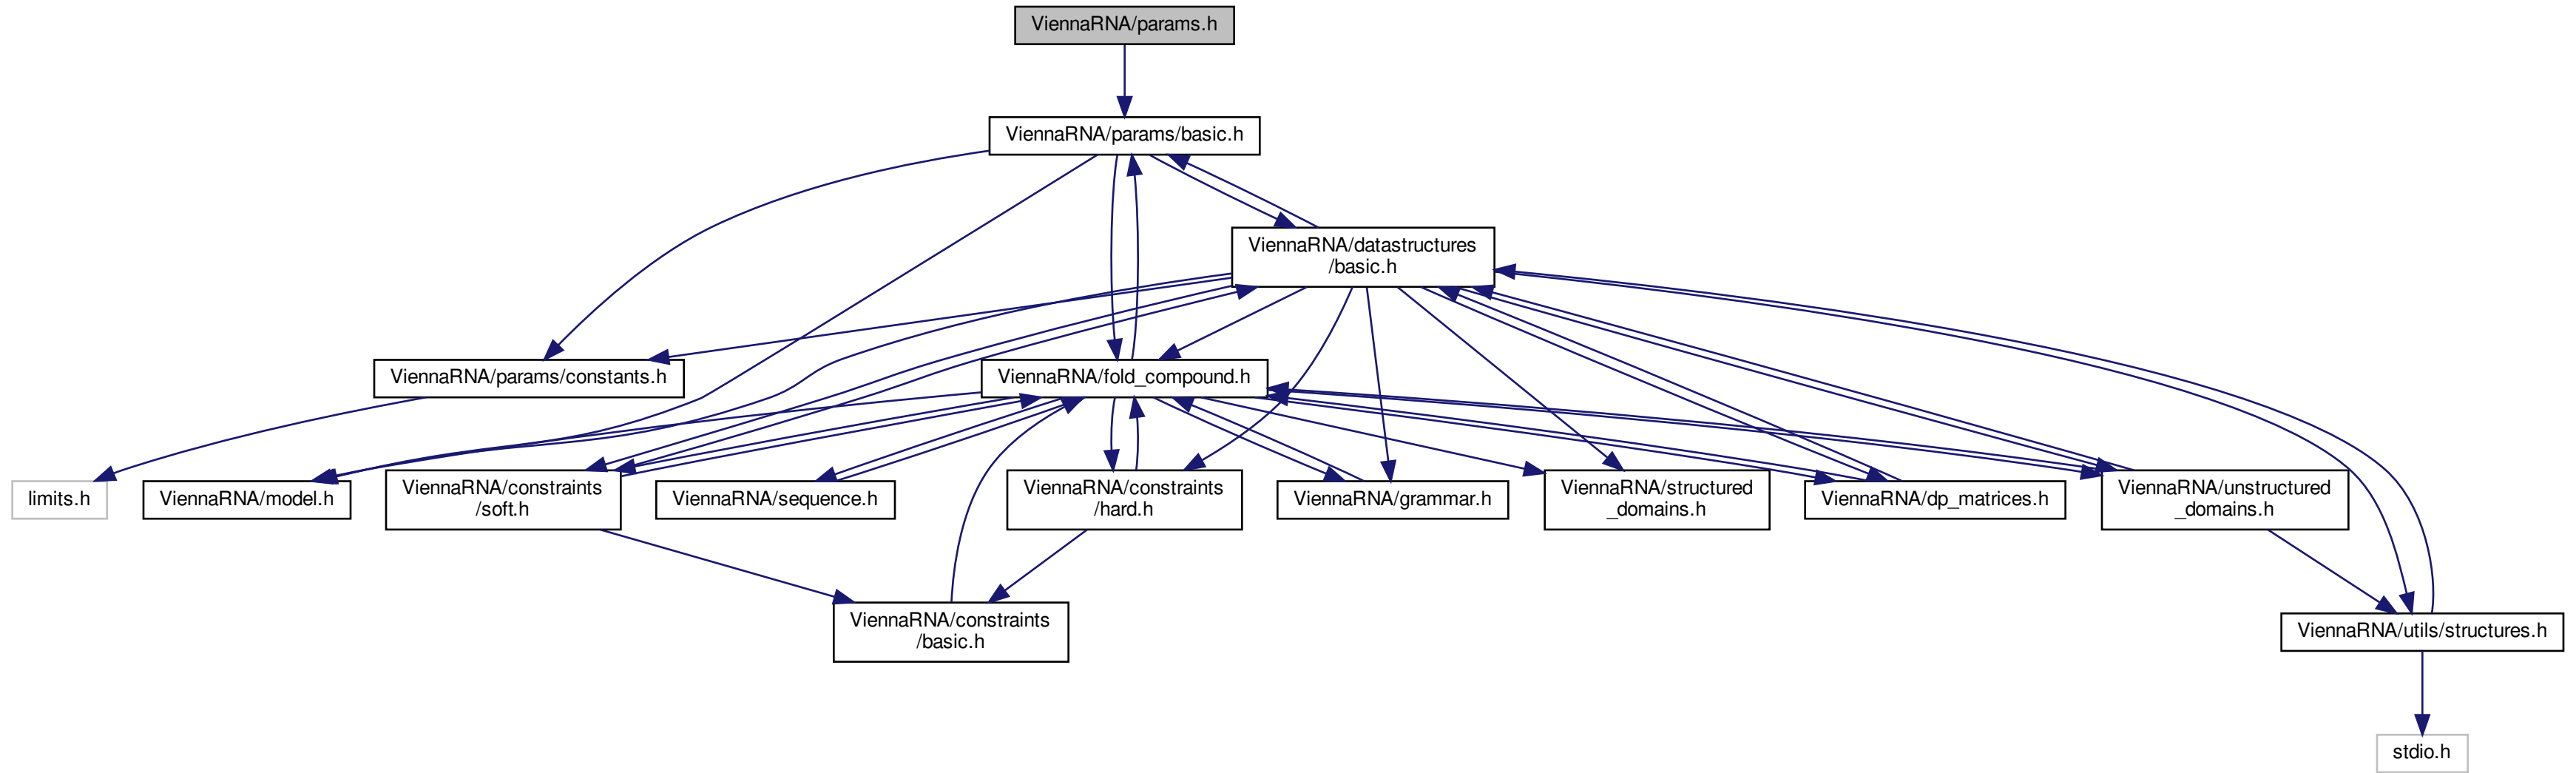 ViennaRNA/params.h
ViennaRNA/params/basic.h
ViennaRNA/datastructures
/basic.h
ViennaRNA/params/constants.h
ViennaRNA/fold_compound.h
limits.h
ViennaRNA/model.h
ViennaRNA/constraints
/soft.h
ViennaRNA/sequence.h
ViennaRNA/constraints
/hard.h
ViennaRNA/grammar.h
ViennaRNA/structured
_domains.h
ViennaRNA/dp_matrices.h
ViennaRNA/unstructured
_domains.h
ViennaRNA/constraints
/basic.h
ViennaRNA/utils/structures.h
stdio.h